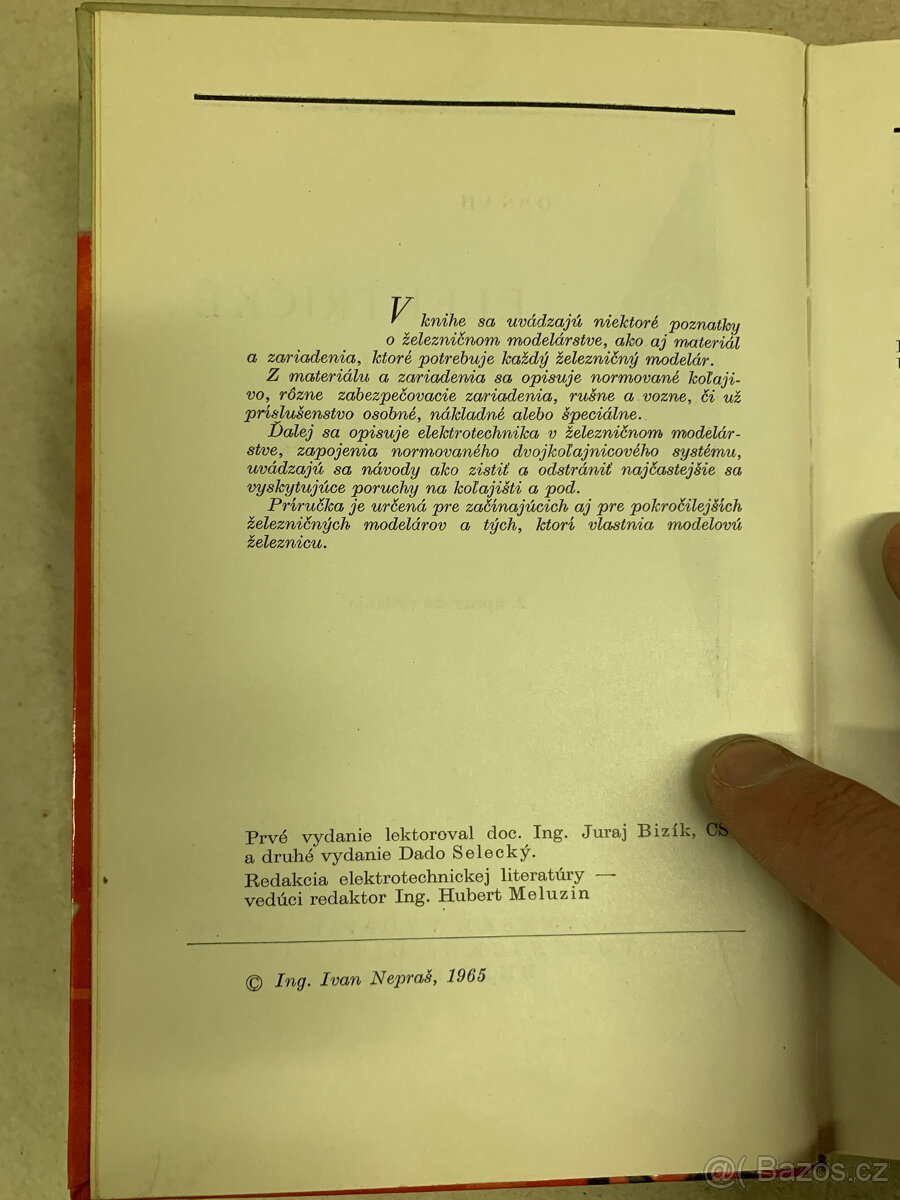 V knihe sa uvádzajú niektoré poznatky
o železničnom modelárstve, ako aj materiál
a zariadenia, ktoré potrebuje každý železničný modelár.
Z materiálu a zariadenia sa opisuje normované koľaji-
vo, rôzne zabezpečovacie zariadenia, rušne a vozne, či už
príslušenstvo osobné, nákladné alebo špeciálne.
Ďalej sa opisuje elektrotechnika v železničnom modelár-
stve, zapojenia normovaného dvojkoľajnicového systému,
uvádzajú sa návody ako zistiť a odstrániť najčastejšie sa
vyskytujúce poruchy na koľajišti a pod.
Príručka je určená pre začínajúcich aj pre pokročilejších
železničných modelárov a tých, ktorí vlastnia modelovú
železnicu.
Prvé vydanie lektoroval doc. Ing. Juraj Bizík,
a druhé vydanie Dado Selecký.
Redakcia elektrotechnickej literatúry —
vedúci redaktor Ing. Hubert Meluzin
© Ing. Ivan Nepraš, 1965
@( Bazoš.cz